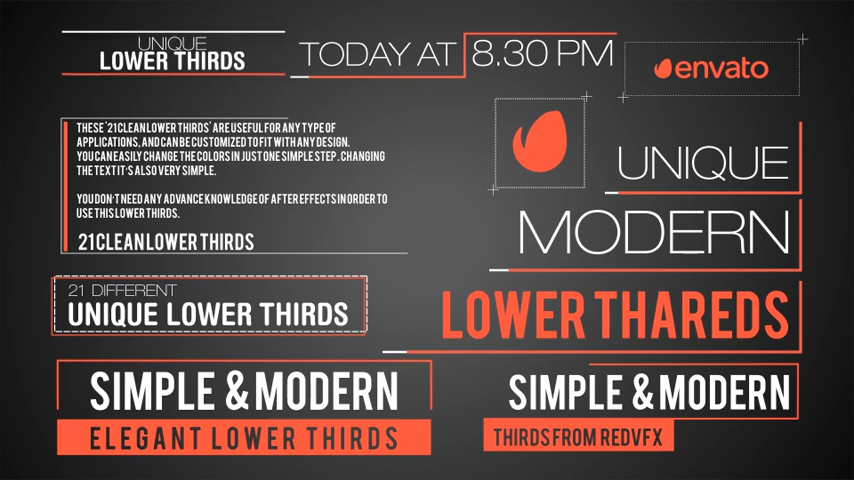 UNIQUE
LOWER THIRDS
TODAY AT 8.30 PM
envato
THESE '21CLEAN LOWER THIRDS' ARE USEFUL FOR ANY TYPE OF
APPLICATIONS, AND CAN BE CUSTOMIZED TO FIT WITH ANY DESIGN.
YOU CAN EASILY CHANGE THE COLORS IN JUST ONE SIMPLE STEP. CHANGING
THE TEXT IT'S ALSO VERY SIMPLE.
YOU DON'T NEED ANY ADVANCE KNOWLEDGE OF AFTER EFFECTS IN ORDER TO
USE THIS LOWER THIRDS.
21CLEAN LOWER THIRDS
UNIQUE
MODERN
LOWER THAREDS
21 DIFFERENT
UNIQUE LOWER THIRDS
SIMPLE & MODERN
ELEGANT LOWER THIRDS
SIMPLE & MODERN
THIRDS FROM REDVFX